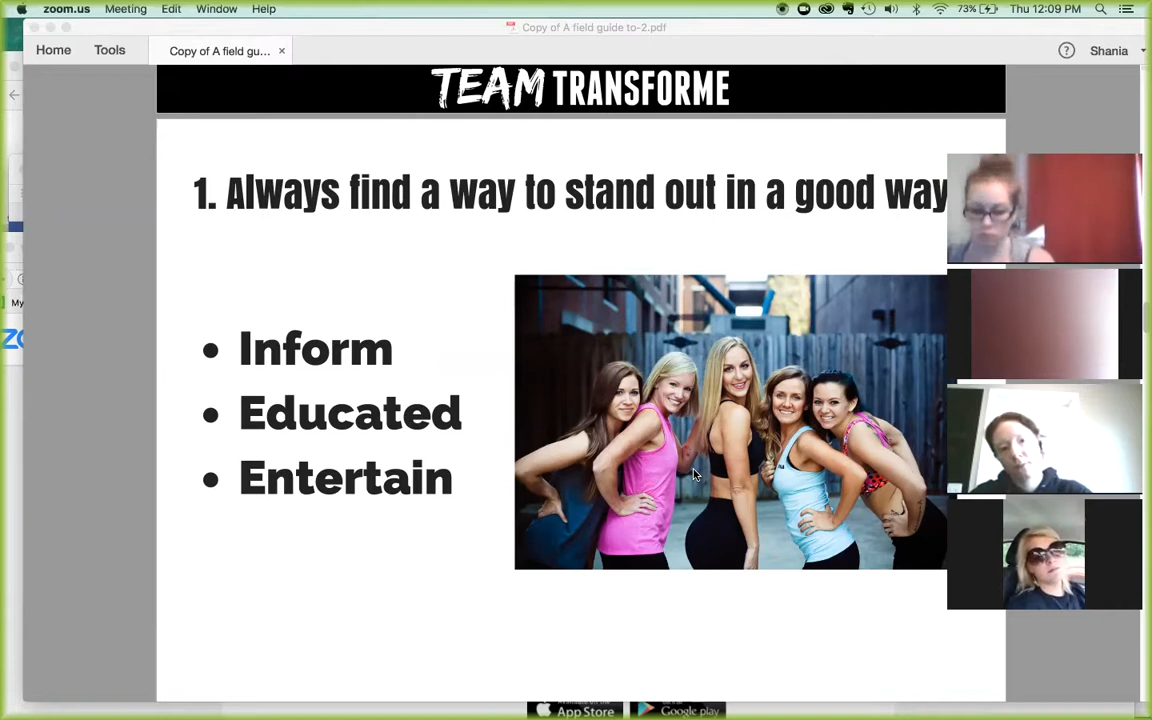 zoom.us Meeting Edit Window Help 73% Thu 12:09 PM
Copy of A field guide to-2.pdf
Home Tools Copy of A field gu... × ? Shania
TEAM TRANSFORME
1. Always find a way to stand out in a good way
• Inform
• Educated
• Entertain
My
App Store Google play